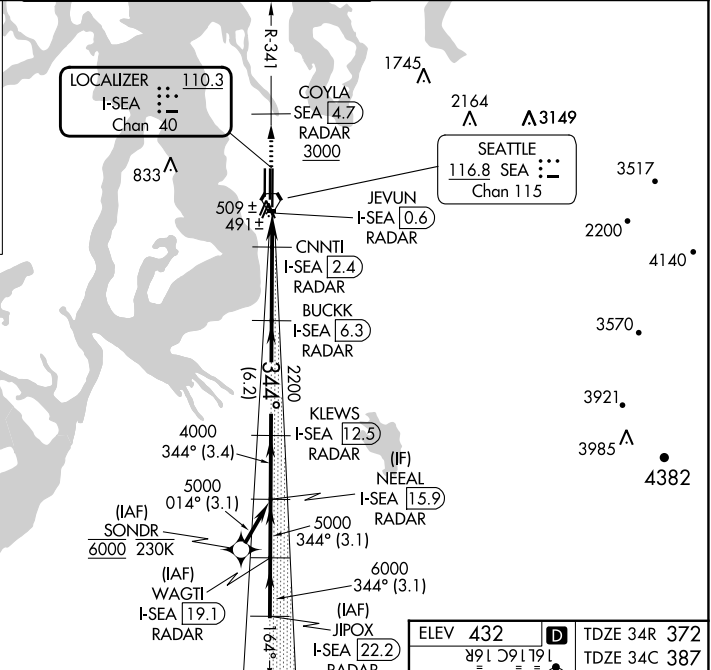 R-341
1745
LOCALIZER 110.3
I-SEA
Chan 40
COYLA
SEA 4.7
RADAR
3000
2164
3149
SEATTLE
116.8 SEA
Chan 115
833
3517
509 ±
491±
JEVUN
I-SEA 0.6
RADAR
2200
4140
CNNTI
I-SEA 2.4
RADAR
BUCKK
I-SEA 6.3
RADAR
3570
344°
2200
(6.2)
3921
KLEWS
I-SEA 12.5
RADAR
4000
344° (3.4)
3985
4382
(IF)
NEEAL
I-SEA 15.9
RADAR
5000
014° (3.1)
(IAF)
SONDR
6000 230K
5000
344° (3.1)
(IAF)
WAGTI
I-SEA 19.1
RADAR
6000
344° (3.1)
(IAF)
JIPOX
I-SEA 22.2
RADAR
164°
ELEV 432 D TDZE 34R 372
TDZE 34C 387
16R 16C 16L